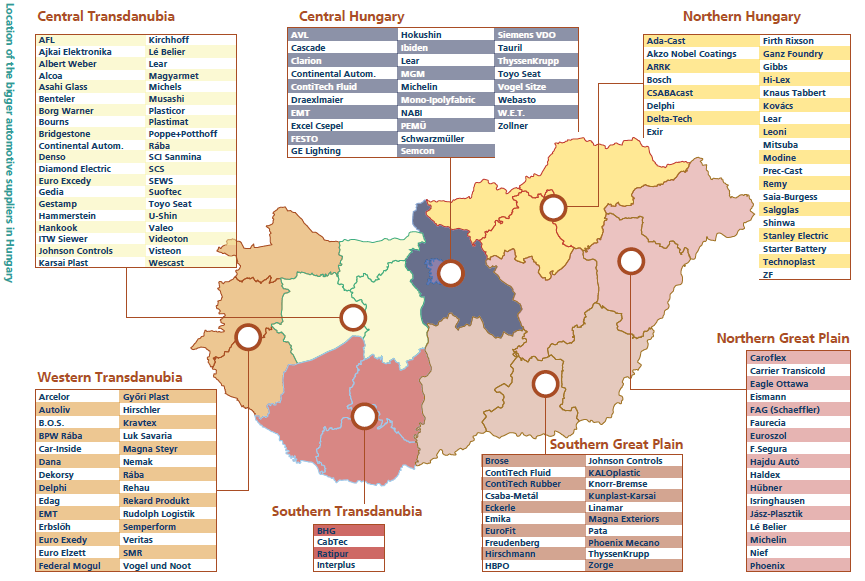 Location of the bigger automotive suppliers in Hungary
Central Transdanubia
AFL
Ajkai Elektronika
Albert Weber
Alcoa
Asahi Glass
Benteler
Borg Warner
Bourns
Bridgestone
Continental Autom.
Denso
Diamond Electric
Euro Excedy
Gedia
Gestamp
Hammerstein
Hankook
ITW Siewer
Johnson Controls
Karsai Plast
Kirchhoff
Lé Belier
Lear
Magyarmet
Michels
Musashi
Plasticor
Plastimat
Poppe+Potthoff
Rába
SCI Sanmina
SCS
SEWS
Suoftec
Toyo Seat
U-Shin
Valeo
Videoton
Visteon
Wescast
Central Hungary
AVL
Cascade
Clarion
Continental Autom.
ContiTech Fluid
Draexlmaier
EMT
Excel Csepel
FESTO
GE Lighting
Hokushin
Ibiden
Lear
MGM
Michelin
Mono-Ipolyfabric
NABI
PEMÜ
Schwarzmüller
Semcon
Siemens VDO
Tauril
ThyssenKrupp
Toyo Seat
Vogel Sitze
Webasto
W.E.T.
Zollner
Northern Hungary
Ada-Cast
Akzo Nobel Coatings
ARRK
Bosch
CSABAcast
Delphi
Delta-Tech
Exir
Firth Rixson
Ganz Foundry
Gibbs
Hi-Lex
Knaus Tabbert
Kovács
Lear
Leoni
Mitsuba
Modine
Prec-Cast
Remy
Saia-Burgess
Salgglas
Shinwa
Stanley Electric
Starter Battery
Technoplast
ZF
Western Transdanubia
Arcelor
Autoliv
B.O.S.
BPW Rába
Car-Inside
Dana
Dekorsy
Delphi
Edag
EMT
Erbslöh
Euro Exedy
Euro Elzett
Federal Mogul
Győri Plast
Hirschler
Kravtex
Luk Savaria
Magna Steyr
Nemak
Rába
Rehau
Rekard Produkt
Rudolph Logistik
Semperform
Veritas
SMR
Vogel und Noot
Southern Transdanubia
BHG
CabTec
Ratipur
Interplus
Southern Great Plain
Brose
ContiTech Fluid
ContiTech Rubber
Csaba-Metál
Eckerle
Emika
EuroFit
Freudenberg
Hirschmann
HBPO
Johnson Controls
KALOplastic
Knorr-Bremse
Kunplast-Karsai
Linamar
Magna Exteriors
Pata
Phoenix Mecano
ThyssenKrupp
Zorge
Northern Great Plain
Caroflex
Carrier Transicold
Eagle Ottawa
Eismann
FAG (Schaeffler)
Faurecia
Euroszol
F.Segura
Hajdu Autó
Haldex
Hübner
Isringhausen
Jász-Plasztik
Lé Belier
Michelin
Nief
Phoenix